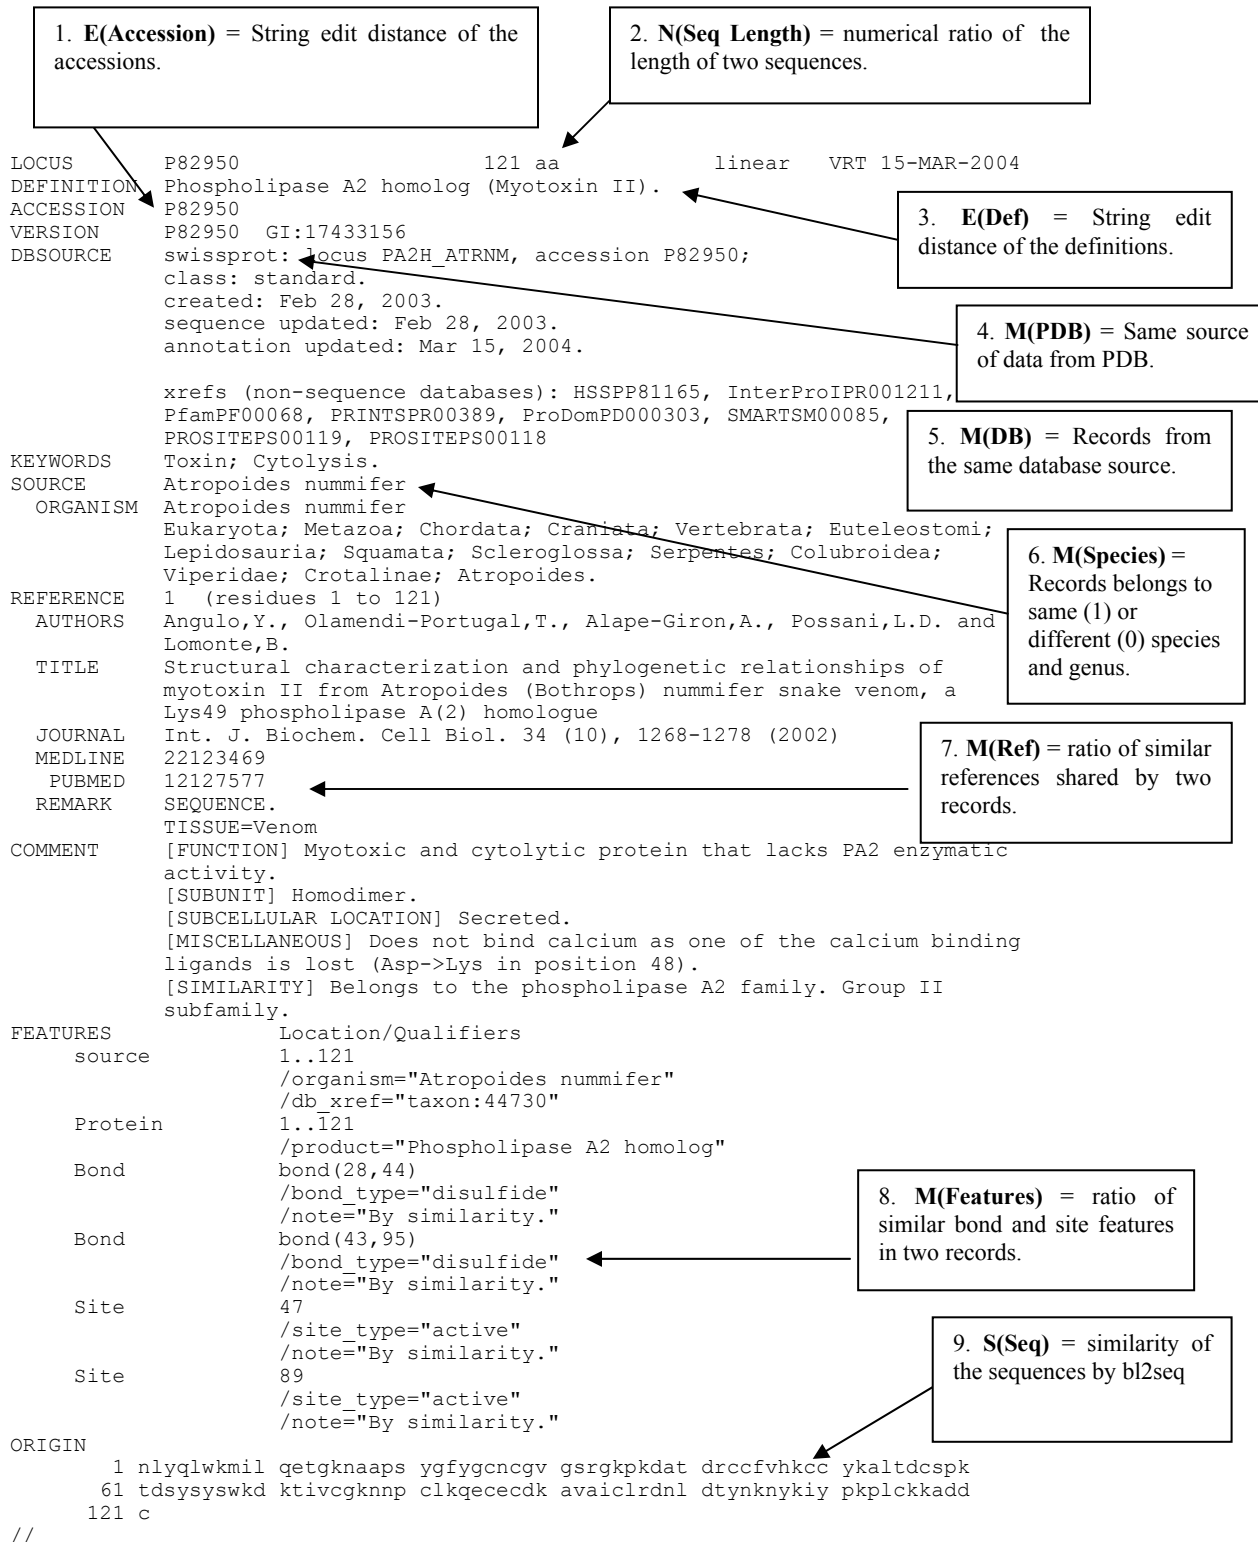 1. E(Accession) = String edit distance of the
accessions.
2. N(Seq Length) = numerical ratio of the
length of two sequences.
LOCUS P82950 121 aa linear VRT 15-MAR-2004
DEFINITION Phospholipase A2 homolog (Myotoxin II).
ACCESSION P82950
VERSION P82950 GI:17433156
DBSOURCE swissprot: locus PA2H_ATRNM, accession P82950;
class: standard.
created: Feb 28, 2003.
sequence updated: Feb 28, 2003.
annotation updated: Mar 15, 2004.
3. E(Def) = String edit
distance of the definitions.
4. M(PDB) = Same source
of data from PDB.
xrefs (non-sequence databases): HSSPP81165, InterProIPR001211,
PfamPF00068, PRINTSPR00389, ProDomPD000303, SMARTSM00085,
PROSITEPS00119, PROSITEPS00118
5. M(DB) = Records from
the same database source.
KEYWORDS Toxin; Cytolysis.
SOURCE Atropoides nummifer
ORGANISM Atropoides nummifer
Eukaryota; Metazoa; Chordata; Craniata; Vertebrata; Euteleostomi;
Lepidosauria; Squamata; Scleroglossa; Serpentes; Colubroidea;
Viperidae; Crotalinae; Atropoides.
6. M(Species) =
Records belongs to
same (1) or
different (0) species
and genus.
REFERENCE 1 (residues 1 to 121)
AUTHORS Angulo,Y., Olamendi-Portugal,T., Alape-Giron,A., Possani,L.D. and
Lomonte,B.
TITLE Structural characterization and phylogenetic relationships of
myotoxin II from Atropoides (Bothrops) nummifer snake venom, a
Lys49 phospholipase A(2) homologue
JOURNAL Int. J. Biochem. Cell Biol. 34 (10), 1268-1278 (2002)
MEDLINE 22123469
PUBMED 12127577
REMARK SEQUENCE.
TISSUE=Venom
7. M(Ref) = ratio of similar
references shared by two
records.
COMMENT [FUNCTION] Myotoxic and cytolytic protein that lacks PA2 enzymatic
activity.
[SUBUNIT] Homodimer.
[SUBCELLULAR LOCATION] Secreted.
[MISCELLANEOUS] Does not bind calcium as one of the calcium binding
ligands is lost (Asp->Lys in position 48).
[SIMILARITY] Belongs to the phospholipase A2 family. Group II
subfamily.
FEATURES Location/Qualifiers
source 1..121
/organism="Atropoides nummifer"
/db_xref="taxon:44730"
Protein 1..121
/product="Phospholipase A2 homolog"
Bond bond(28,44)
/bond_type="disulfide"
/note="By similarity."
Bond bond(43,95)
/bond_type="disulfide"
/note="By similarity."
8. M(Features) = ratio of
similar bond and site features
in two records.
Site 47
/site_type="active"
/note="By similarity."
Site 89
/site_type="active"
/note="By similarity."
9. S(Seq) = similarity of
the sequences by bl2seq
ORIGIN
1 nlyqlwkmil qetgknaaps ygfygcncgv gsrgkpkdat drccfvhkcc ykaltdcspk
61 tdsysyswkd ktivcgknnp clkqececdk avaiclrdnl dtynknykiy pkplckkadd
121 c
//